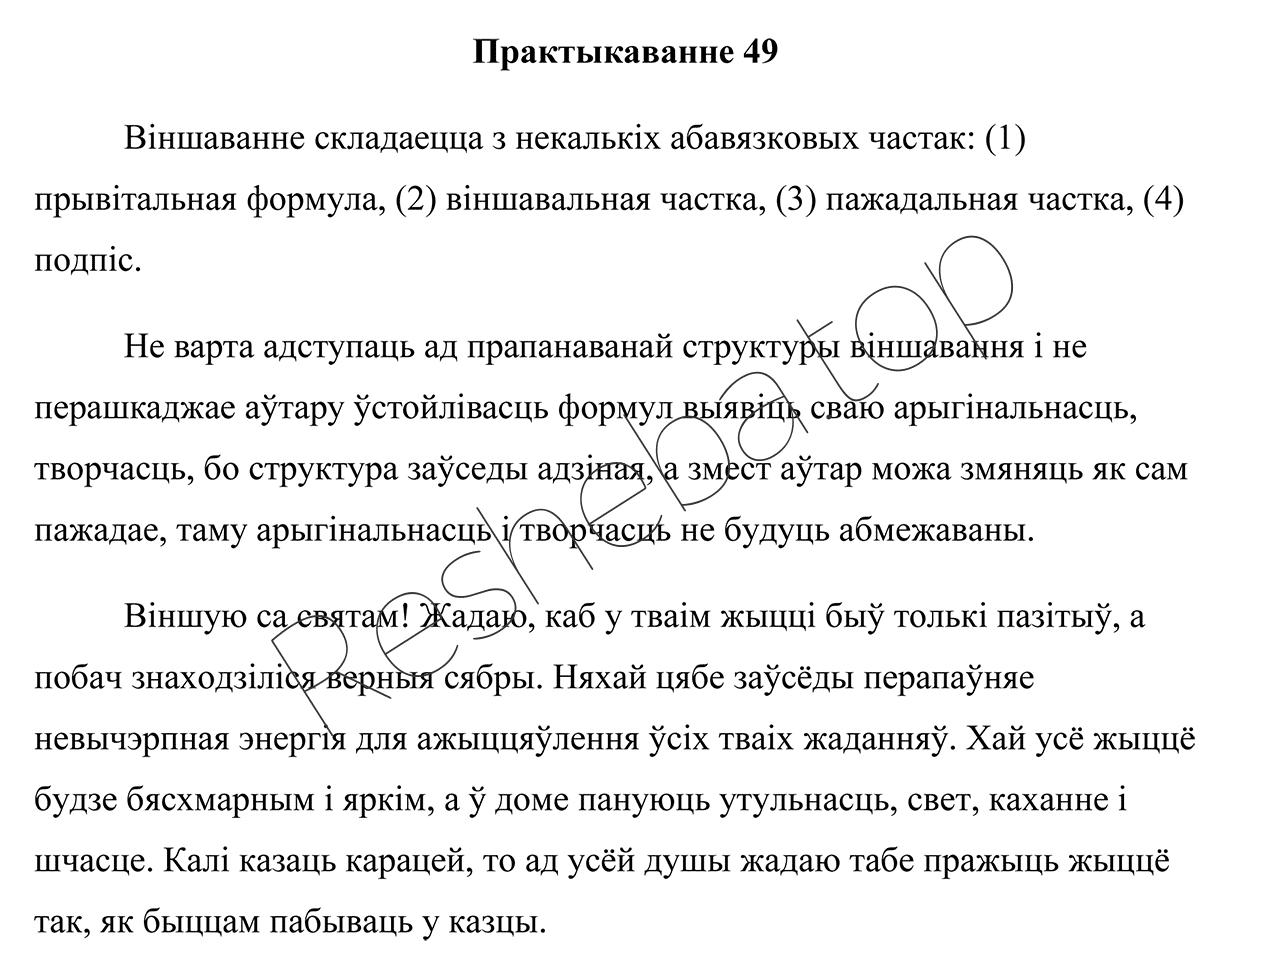 Практыкаванне 49
Віншаванне складаецца з некалькіх абавязковых частак: (1)
прывітальная формула, (2) віншавальная частка, (3) пажадальная частка, (4)
подпіс.
Не варта адступаць ад прапанаванай структуры віншавання і не
перашкаджае аўтару ўстойлівасць формул выявіць сваю арыгінальнасць,
творчасць, бо структура заўседы адзіная, а змест аўтар можа змяняць як сам
пажадае, таму арыгінальнасць і творчасць не будуць абмежаваны.
Віншую са святам! Жадаю, каб у тваім жыцці быў толькі пазітыў, а
побач знаходзіліся верныя сябры. Няхай цябе заўсёды перапаўняе
невычэрпная энергія для ажыццяўлення ўсіх тваіх жаданняў. Хай усё жыццё
будзе бясхмарным і яркім, а ў доме пануюць утульнасць, свет, каханне і
шчасце. Калі казаць карацей, то ад усёй душы жадаю табе пражыць жыццё
так, як быццам пабываць у казцы.
Reshebatop